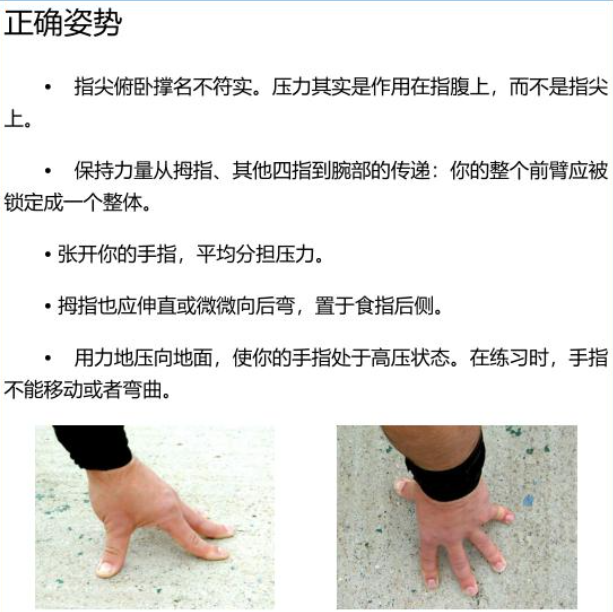 正确姿势
• 指尖俯卧撑名不符实。压力其实是作用在指腹上，而不是指尖
上。
• 保持力量从拇指、其他四指到腕部的传递：你的整个前臂应被
锁定成一个整体。
• 张开你的手指，平均分担压力。
• 拇指也应伸直或微微向后弯，置于食指后侧。
• 用力地压向地面，使你的手指处于高压状态。在练习时，手指
不能移动或者弯曲。